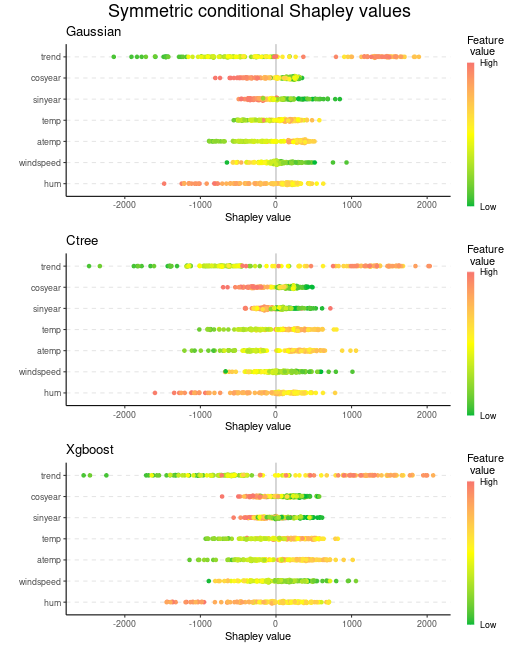 Symmetric conditional Shapley values
Gaussian
trend
cosyear
sinyear
temp
atemp
windspeed
hum
-2000 -1000 0 1000 2000
Shapley value
Feature
value
High
Low
Ctree
trend
cosyear
sinyear
temp
atemp
windspeed
hum
-2000 -1000 0 1000 2000
Shapley value
Feature
value
High
Low
Xgboost
trend
cosyear
sinyear
temp
atemp
windspeed
hum
-2000 -1000 0 1000 2000
Shapley value
Feature
value
High
Low